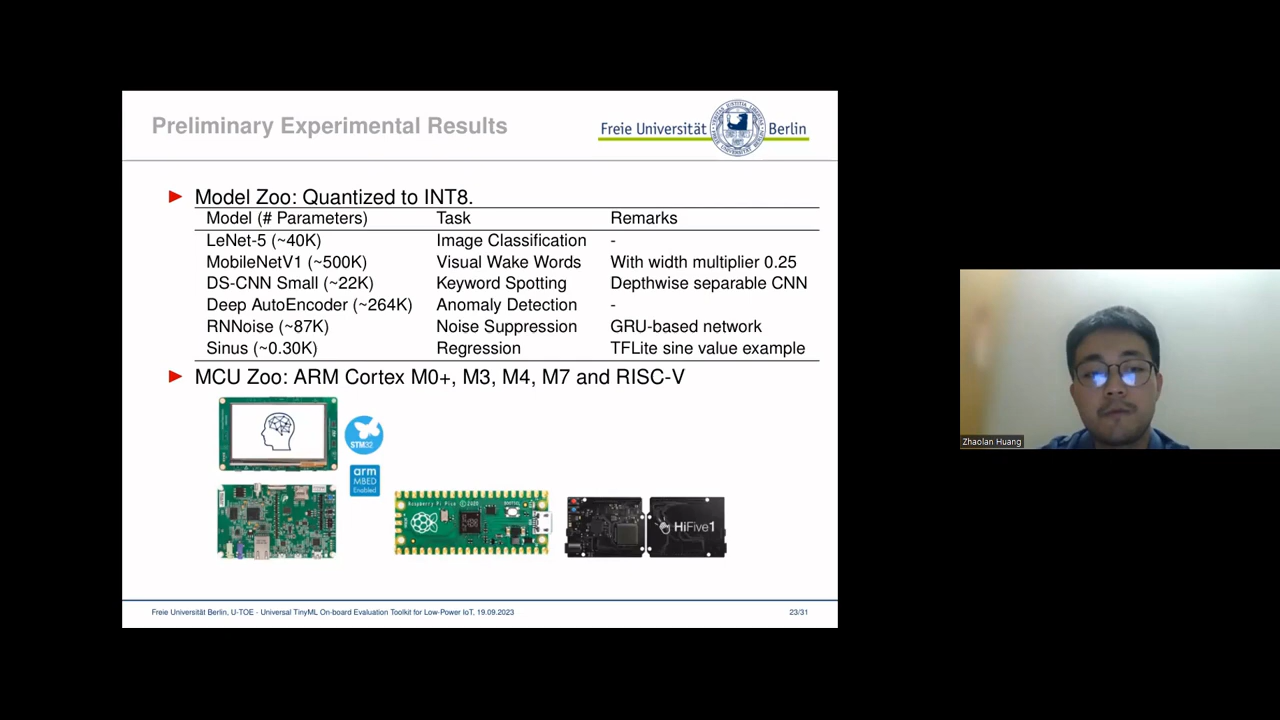 Preliminary Experimental Results
Freie Universität Berlin
Model Zoo: Quantized to INT8.
Model (# Parameters) Task Remarks
LeNet-5 (~40K) Image Classification -
MobileNetV1 (~500K) Visual Wake Words With width multiplier 0.25
DS-CNN Small (~22K) Keyword Spotting Depthwise separable CNN
Deep AutoEncoder (~264K) Anomaly Detection -
RNNoise (~87K) Noise Suppression GRU-based network
Sinus (~0.30K) Regression TFLite sine value example
MCU Zoo: ARM Cortex M0+, M3, M4, M7 and RISC-V
STM32
arm
MBED
Enabled
Raspberry Pi Pico ©2020
BOOTSEL
HiFive1
Freie Universität Berlin, U-TOE - Universal TinyML On-board Evaluation Toolkit for Low-Power IoT, 19.09.2023
23/31
Zhaolan Huang